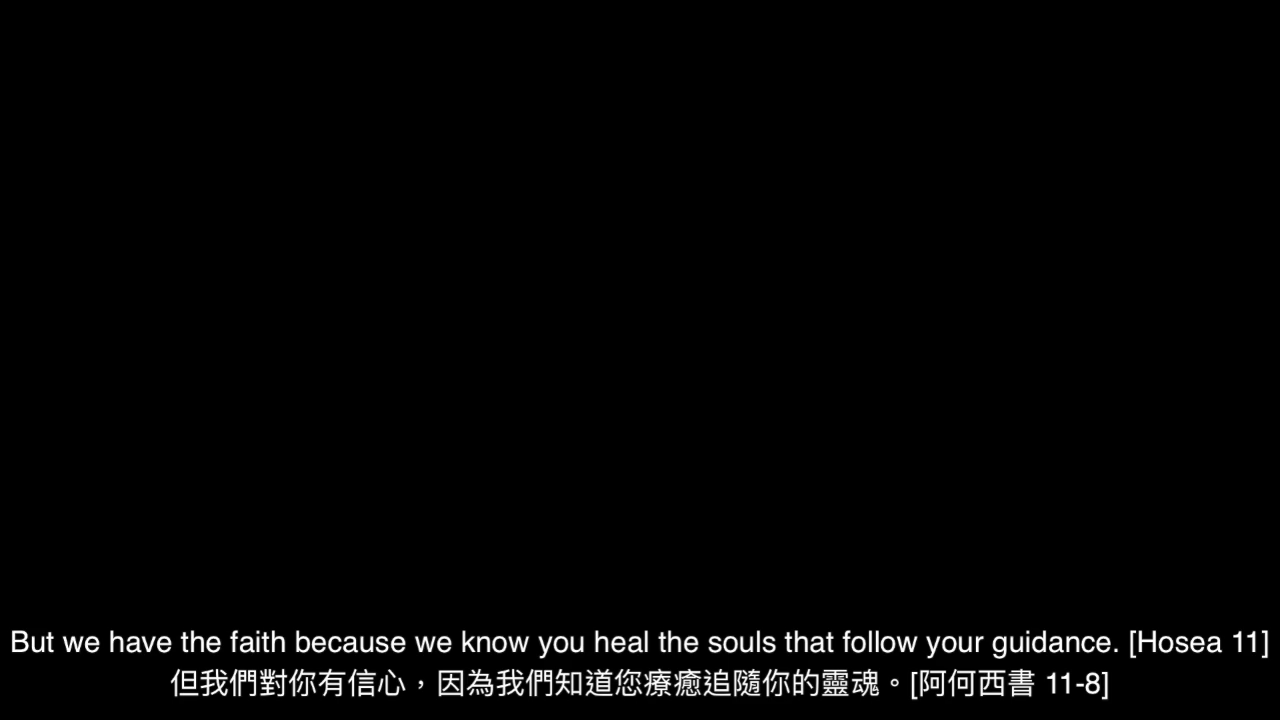 But we have the faith because we know you heal the souls that follow your guidance. [Hosea 11]
但我們對你有信心，因為我們知道您療癒追隨你的靈魂。[阿何西書 11-8]